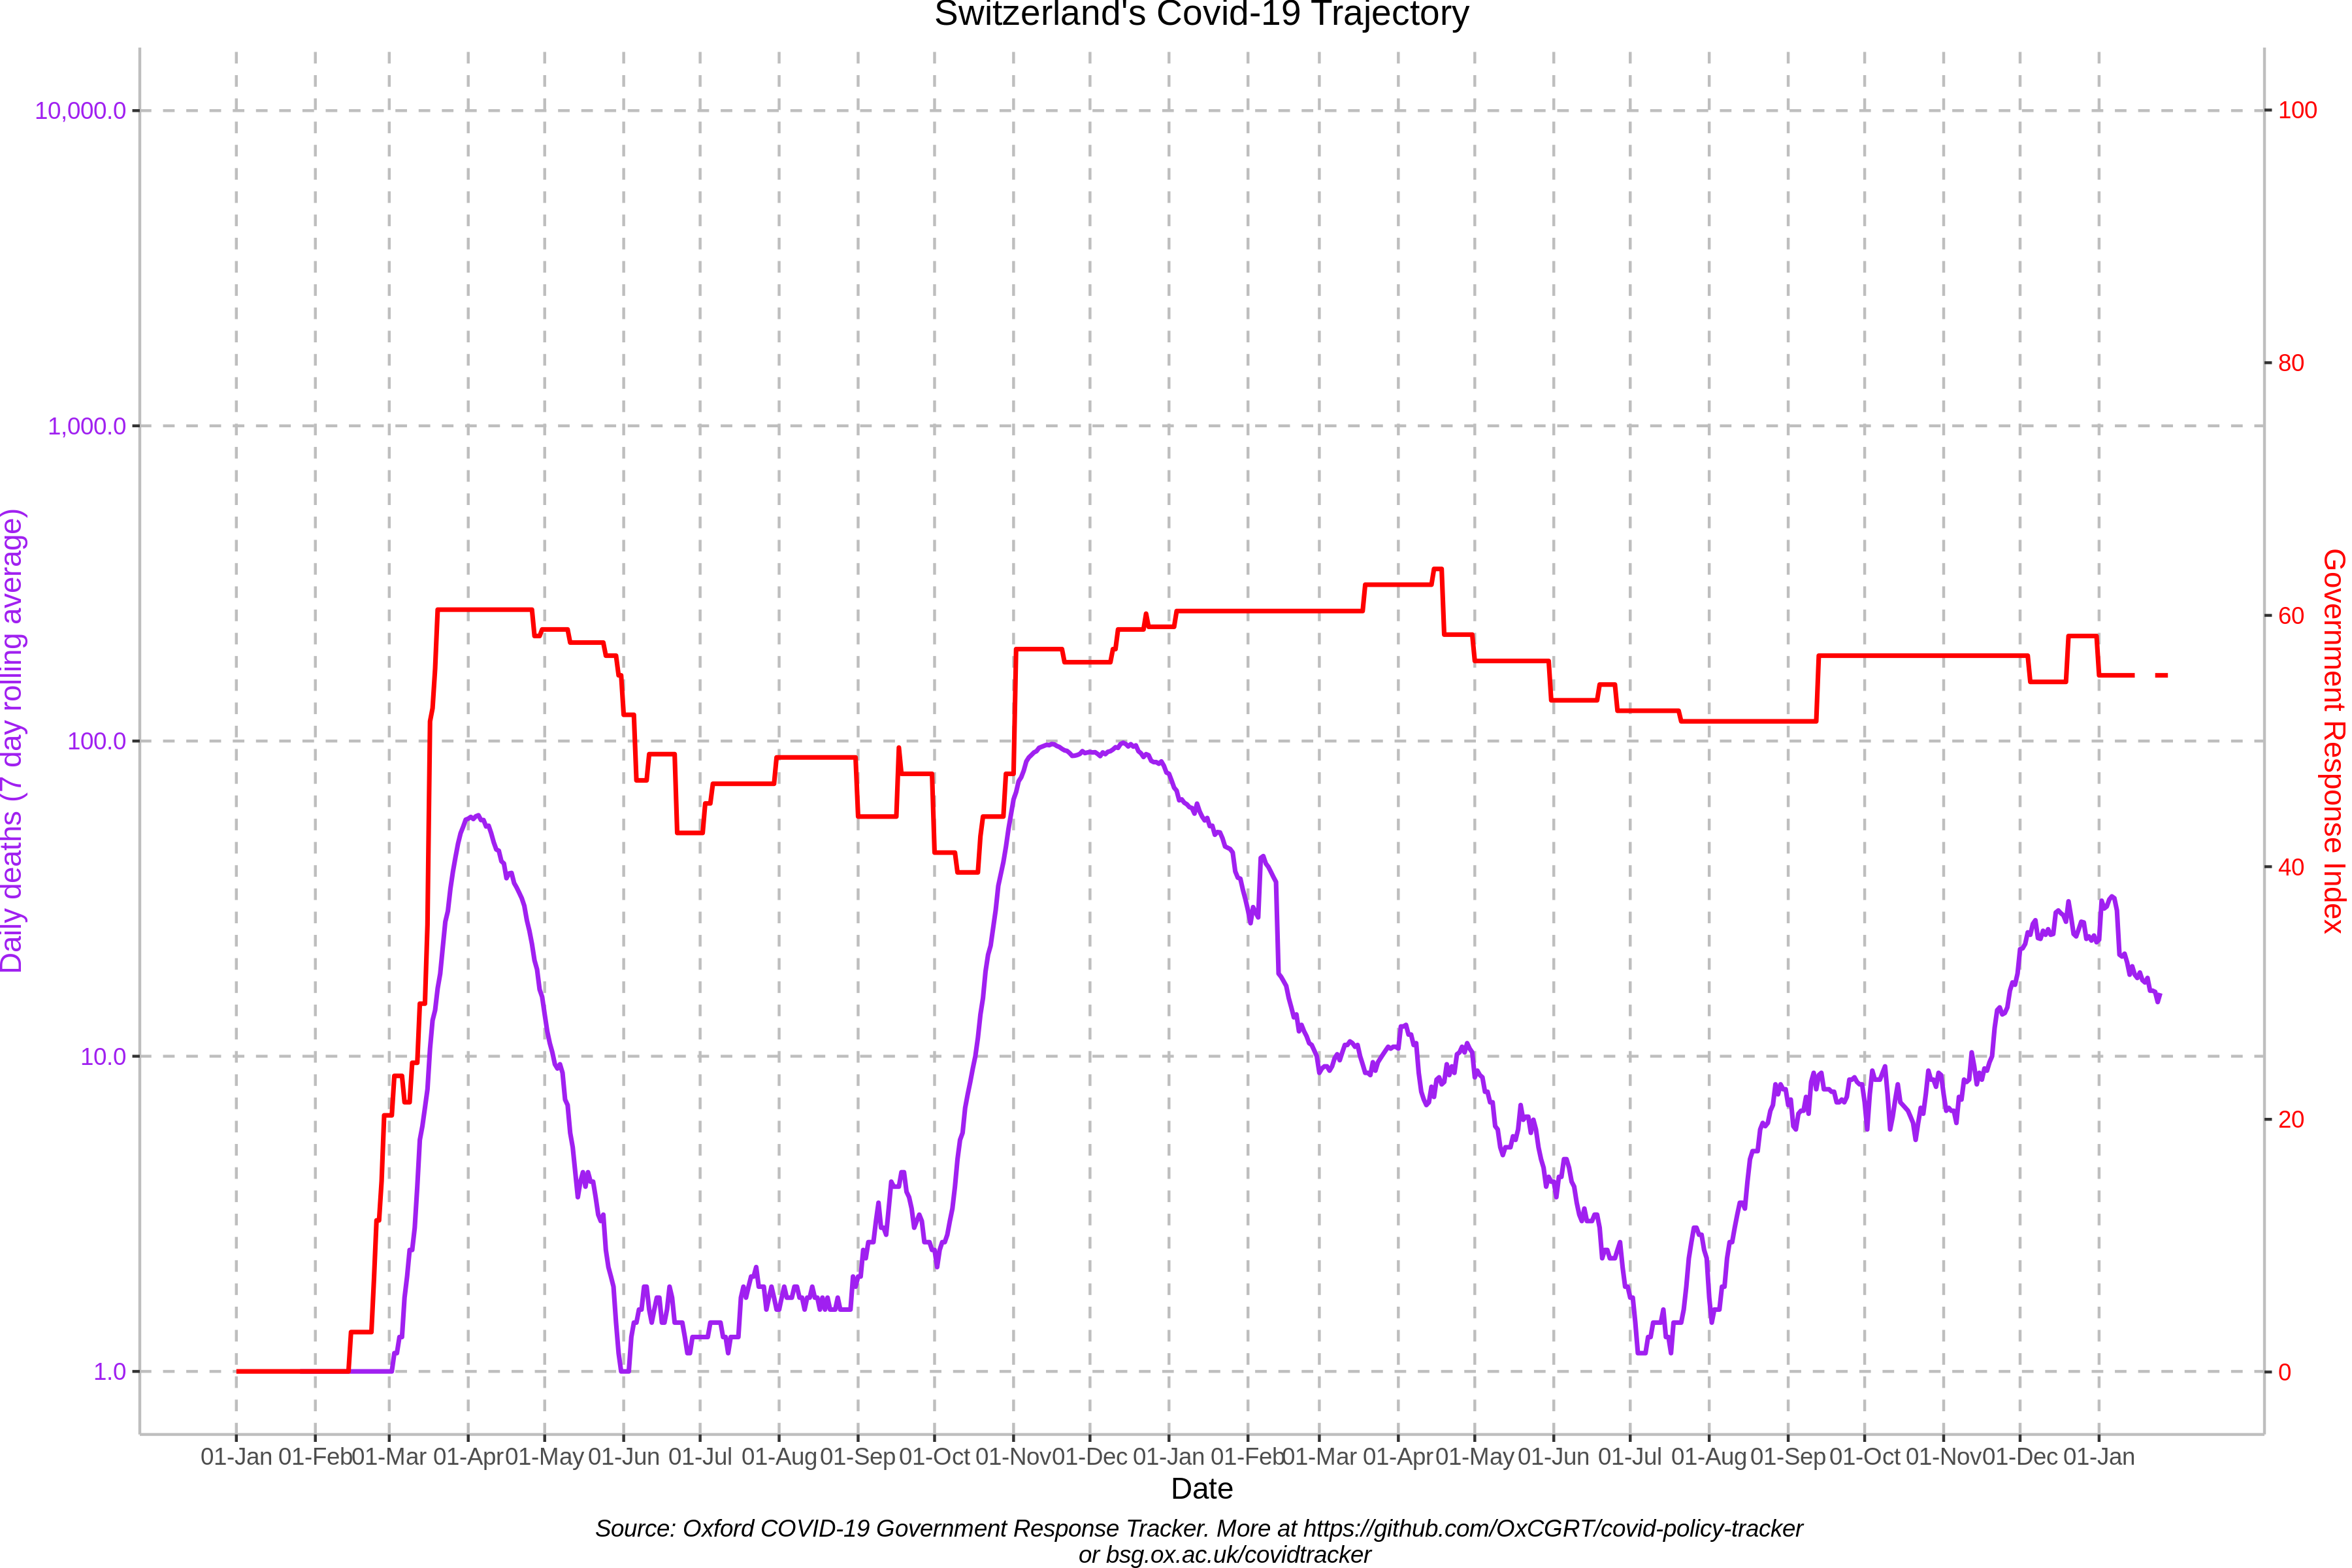 Switzerland's Covid-19 Trajectory
10,000.0
1,000.0
100.0
10.0
1.0
Daily deaths (7 day rolling average)
100
80
60
40
20
0
Government Response Index
01-Jan 01-Feb 01-Mar 01-Apr 01-May 01-Jun 01-Jul 01-Aug 01-Sep 01-Oct 01-Nov 01-Dec 01-Jan 01-Feb 01-Mar 01-Apr 01-May 01-Jun 01-Jul 01-Aug 01-Sep 01-Oct 01-Nov 01-Dec 01-Jan
Date
Source: Oxford COVID-19 Government Response Tracker. More at https://github.com/OxCGRT/covid-policy-tracker
or bsg.ox.ac.uk/covidtracker